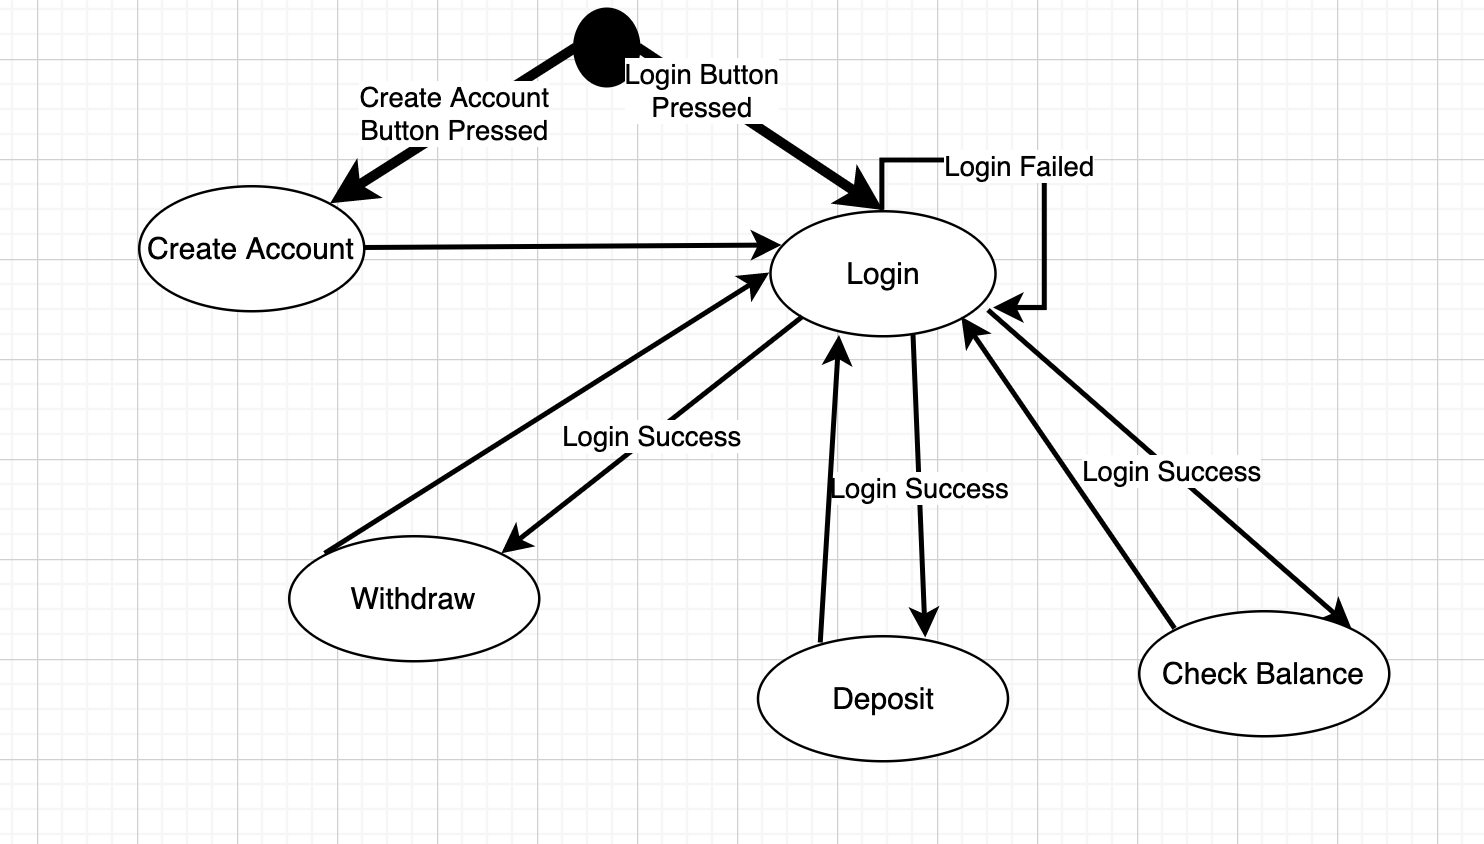 Login Button
Pressed
Create Account
Button Pressed
Login Failed
Create Account
Login
Login Success
Login Success
Login Success
Withdraw
Check Balance
Deposit